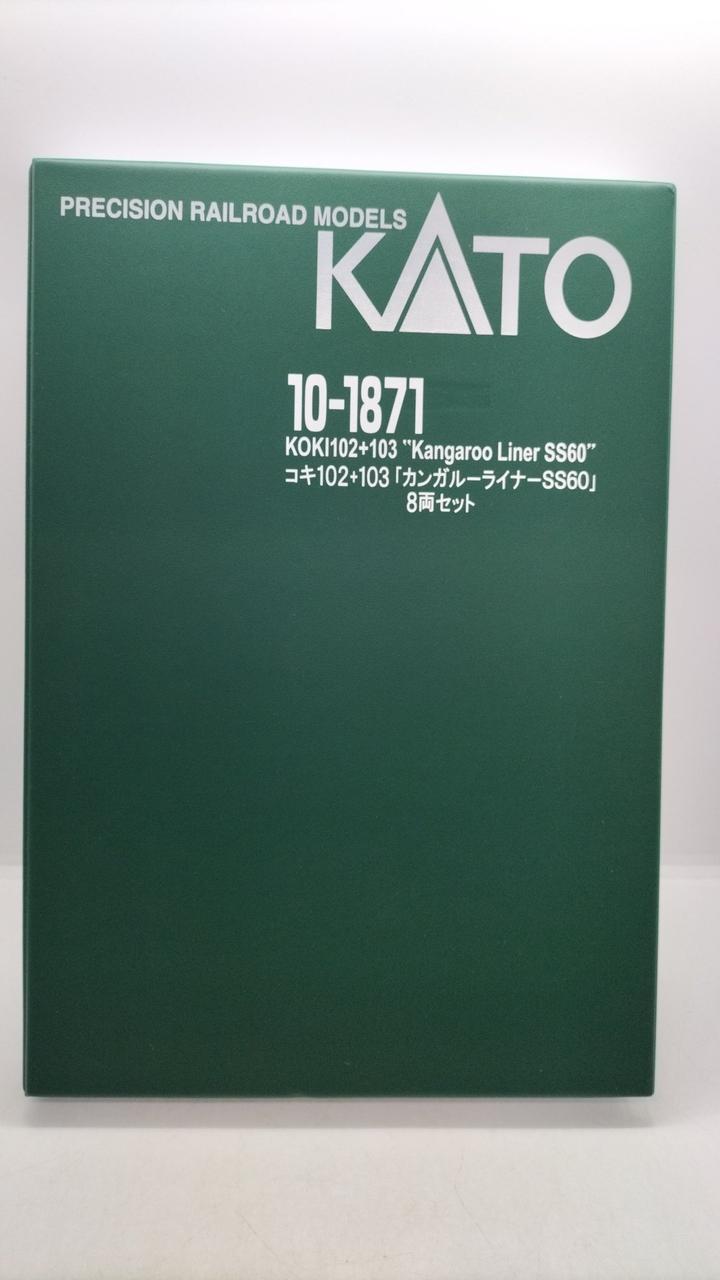 PRECISION RAILROAD MODELS
KATO
10-1871
KOKI102+103 "Kangaroo Liner SS60"
コキ102+103「カンガルーライナーSS60」
8両セット